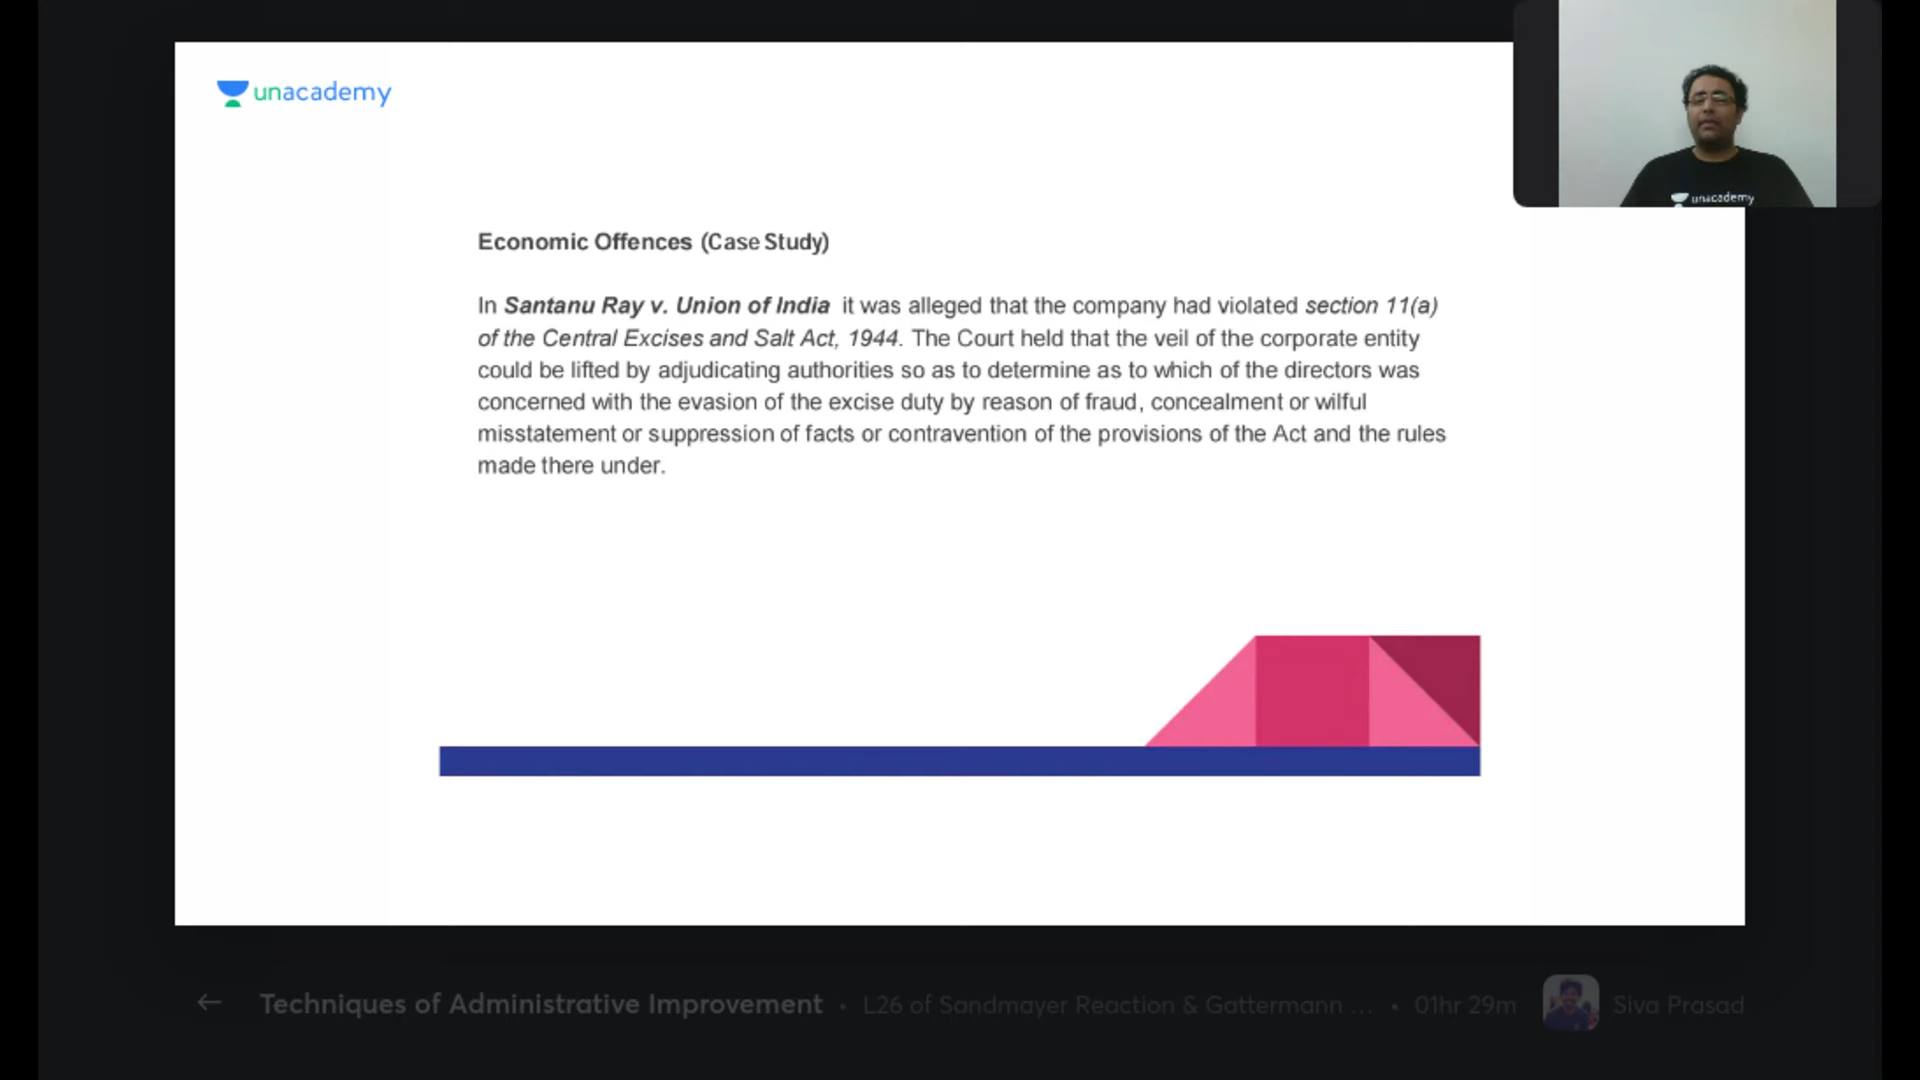 unacademy
unacademy
Economic Offences (Case Study)
In Santanu Ray v. Union of India it was alleged that the company had violated section 11(a)
of the Central Excises and Salt Act, 1944. The Court held that the veil of the corporate entity
could be lifted by adjudicating authorities so as to determine as to which of the directors was
concerned with the evasion of the excise duty by reason of fraud, concealment or wilful
misstatement or suppression of facts or contravention of the provisions of the Act and the rules
made there under.
Techniques of Administrative Improvement • L26 of Sandmayer Reaction & Gattermann ... • 01hr 29m Siva Prasad